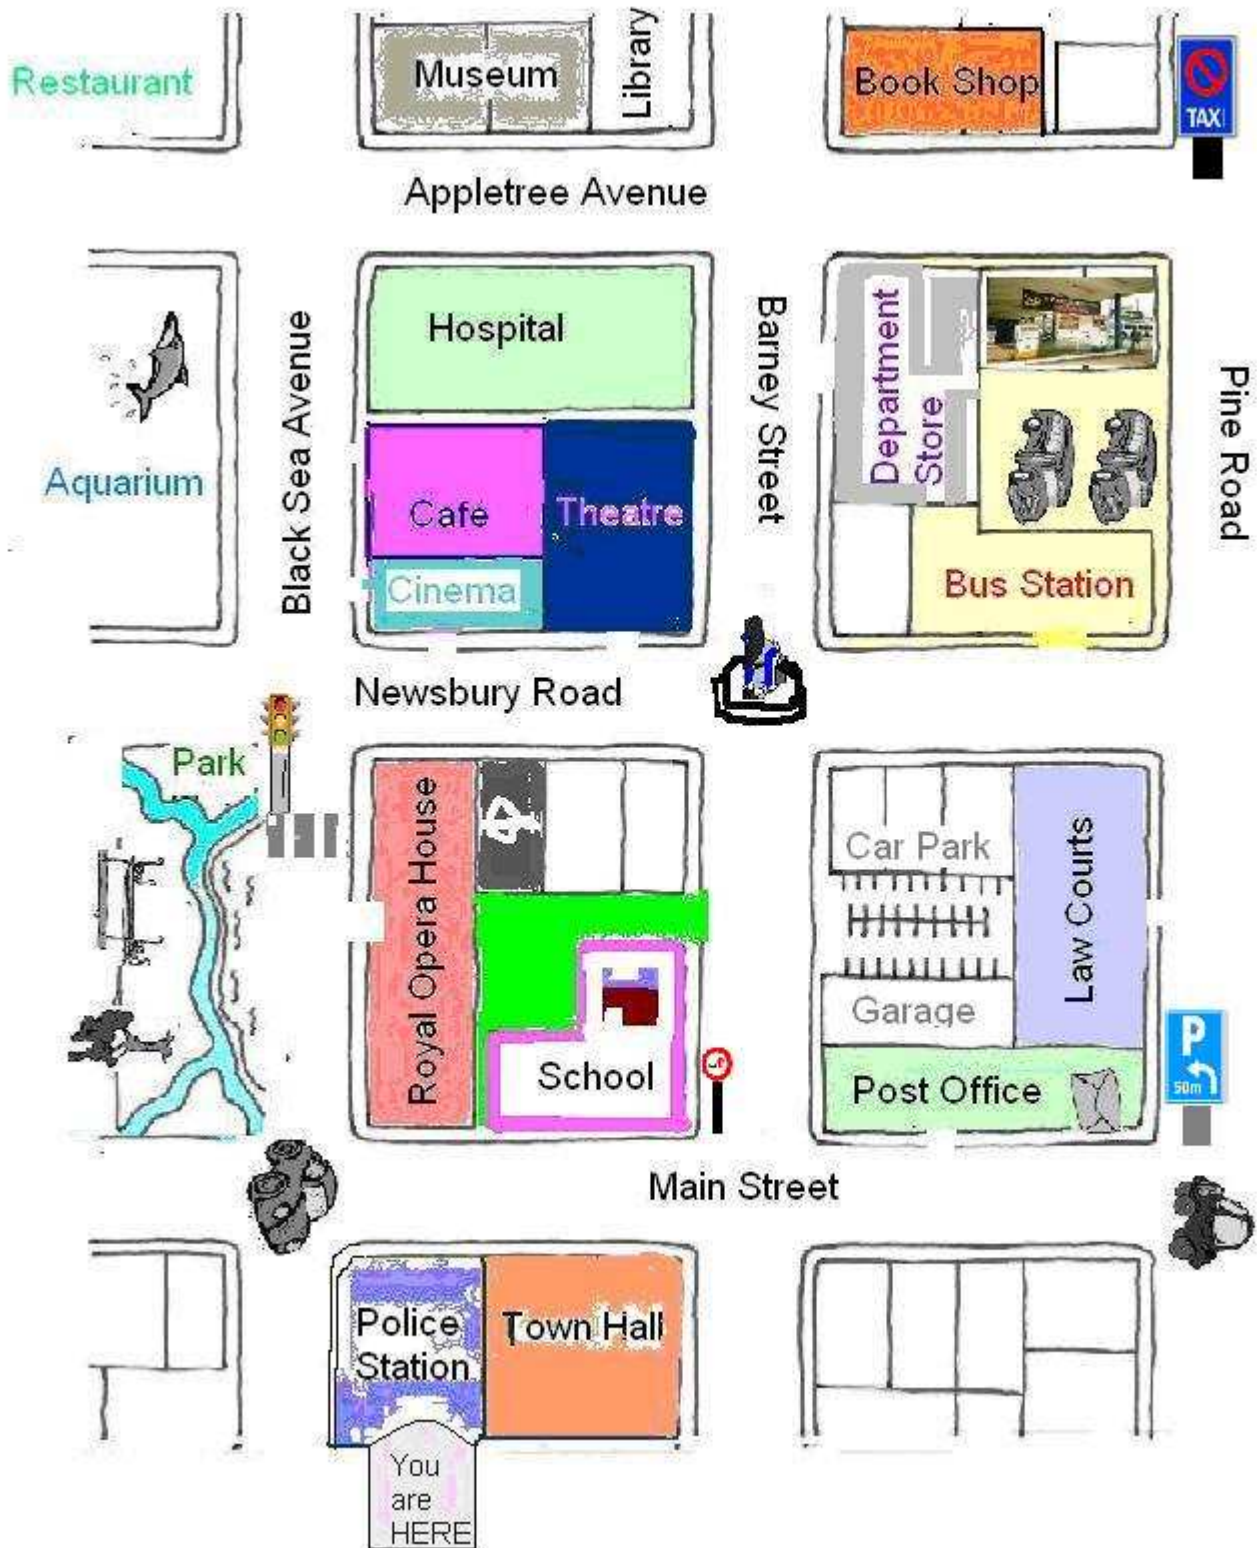 Restaurant
Museum
Library
Book Shop
TAXI
Appletree Avenue
Hospital
Black Sea Avenue
Barney Street
Department
Store
Pine Road
Aquarium
Cafe
Theatre
Cinema
Bus Station
Newsbury Road
Park
Royal Opera House
Car Park
Law Courts
Garage
School
Post Office
P
50m
Main Street
Police
Station
Town Hall
You
are
HERE